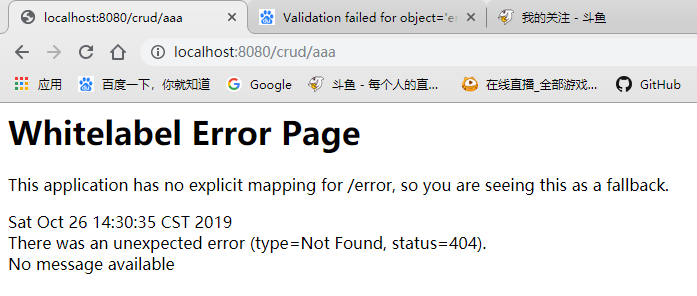 localhost:8080/crud/aaa
Validation failed for object='e
我的关注 - 斗鱼
localhost:8080/crud/aaa
应用
百度一下，你就知道
Google
斗鱼 - 每个人的直...
在线直播_全部游戏...
GitHub
Whitelabel Error Page
This application has no explicit mapping for /error, so you are seeing this as a fallback.
Sat Oct 26 14:30:35 CST 2019
There was an unexpected error (type=Not Found, status=404).
No message available